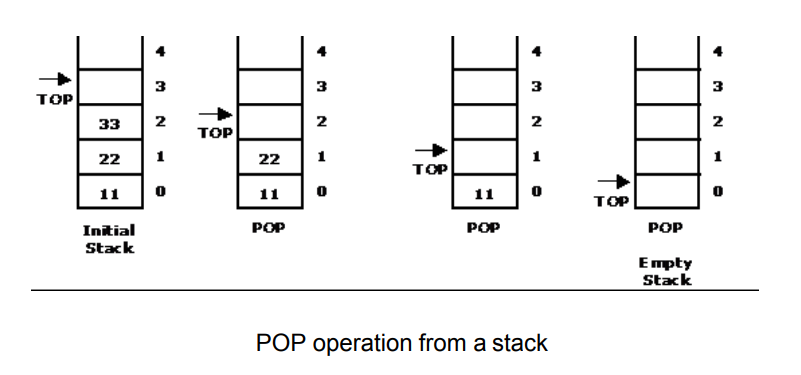 4 4 4 4
3 3 3 3
TOP
33 2 2 2 2
TOP
22 1 22 1 1 1
TOP
11 0 11 0 11 0 0
TOP
Initial
Stack
POP POP POP
Empty
Stack
POP operation from a stack